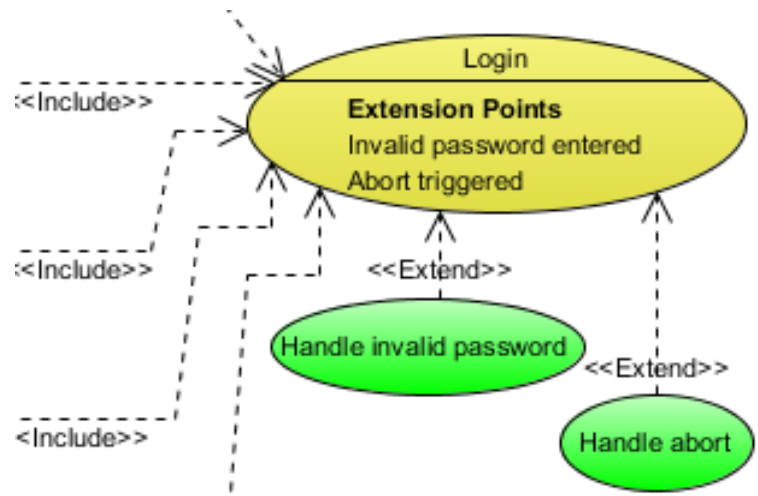 Login
<<Include>>
Extension Points
Invalid password entered
Abort triggered
<<Include>>
<<Extend>>
Handle invalid password
<<Extend>>
<Include>>
Handle abort